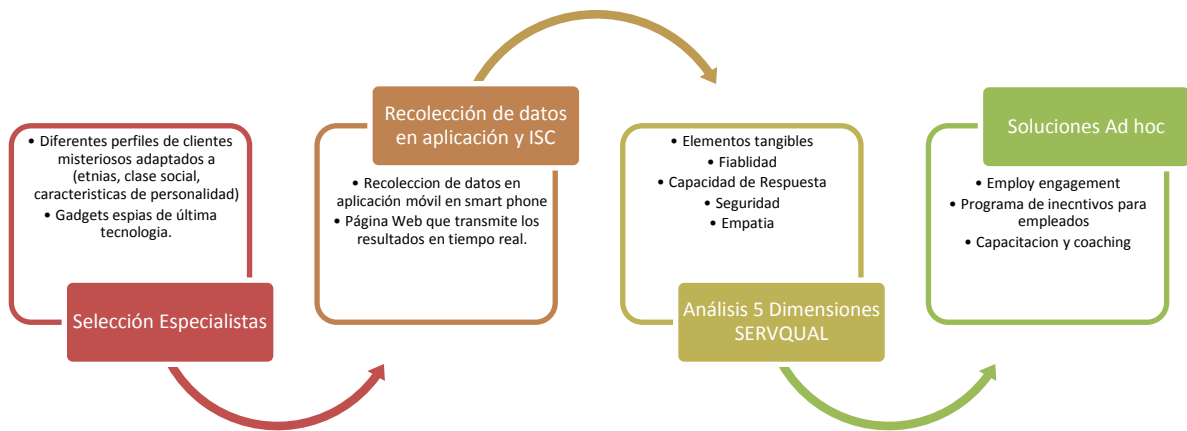 • Diferentes perfiles de clientes
misteriosos adaptados a
(etnias, clase social,
caracteristicas de personalidad)
• Gadgets espias de última
tecnologia.
Selección Especialistas
Recolección de datos
en aplicación y ISC
• Recoleccion de datos en
aplicación móvil en smart phone
• Página Web que transmite los
resultados en tiempo real.
• Elementos tangibles
• Fiablidad
• Capacidad de Respuesta
• Seguridad
• Empatia
Análisis 5 Dimensiones
SERVQUAL
Soluciones Ad hoc
• Employ engagement
• Programa de inecntivos para
empleados
• Capacitacion y coaching